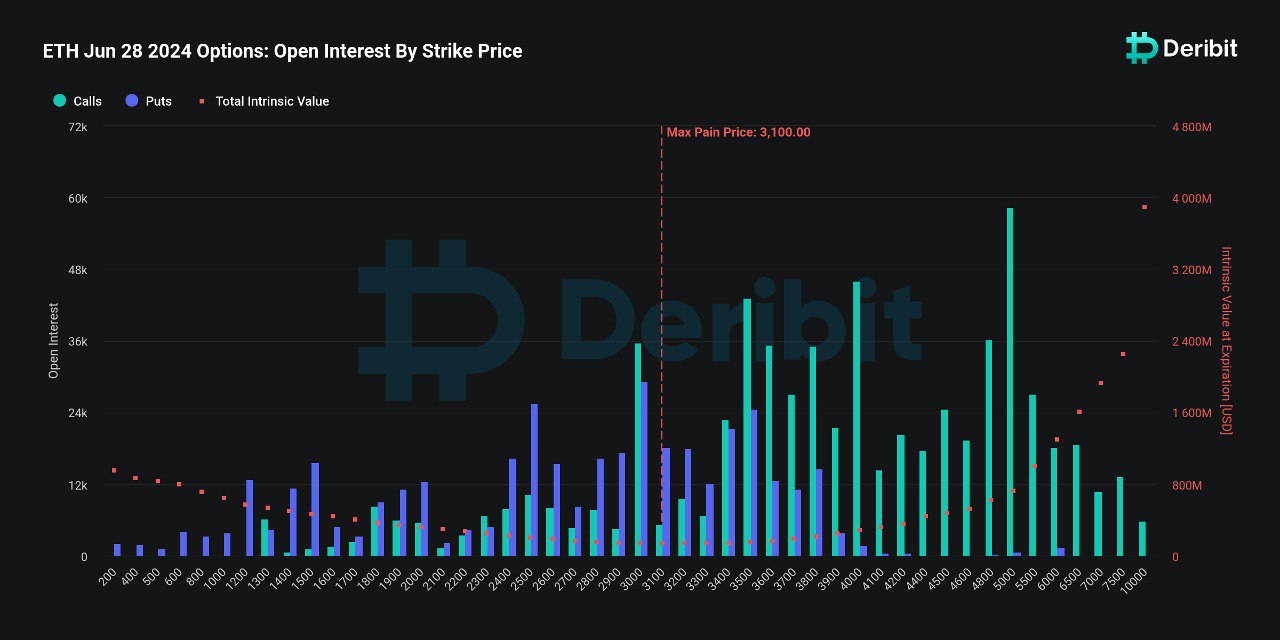 ETH Jun 28 2024 Options: Open Interest By Strike Price
Deribit
Calls
Puts
Total Intrinsic Value
72k
60k
48k
36k
24k
12k
0
Open Interest
Max Pain Price: 3,100.00
Deribit
4 800M
4 000M
3 200M
2 400M
1 600M
800M
0
Intrinsic Value at Expiration [USD]
200
400
500
600
800
1000
1200
1300
1400
1500
1600
1700
1800
1900
2000
2100
2200
2300
2400
2500
2600
2700
2800
2900
3000
3100
3200
3300
3400
3500
3600
3700
3800
3900
4000
4100
4200
4400
4500
4600
4800
5000
5500
6000
6500
7000
7500
10000